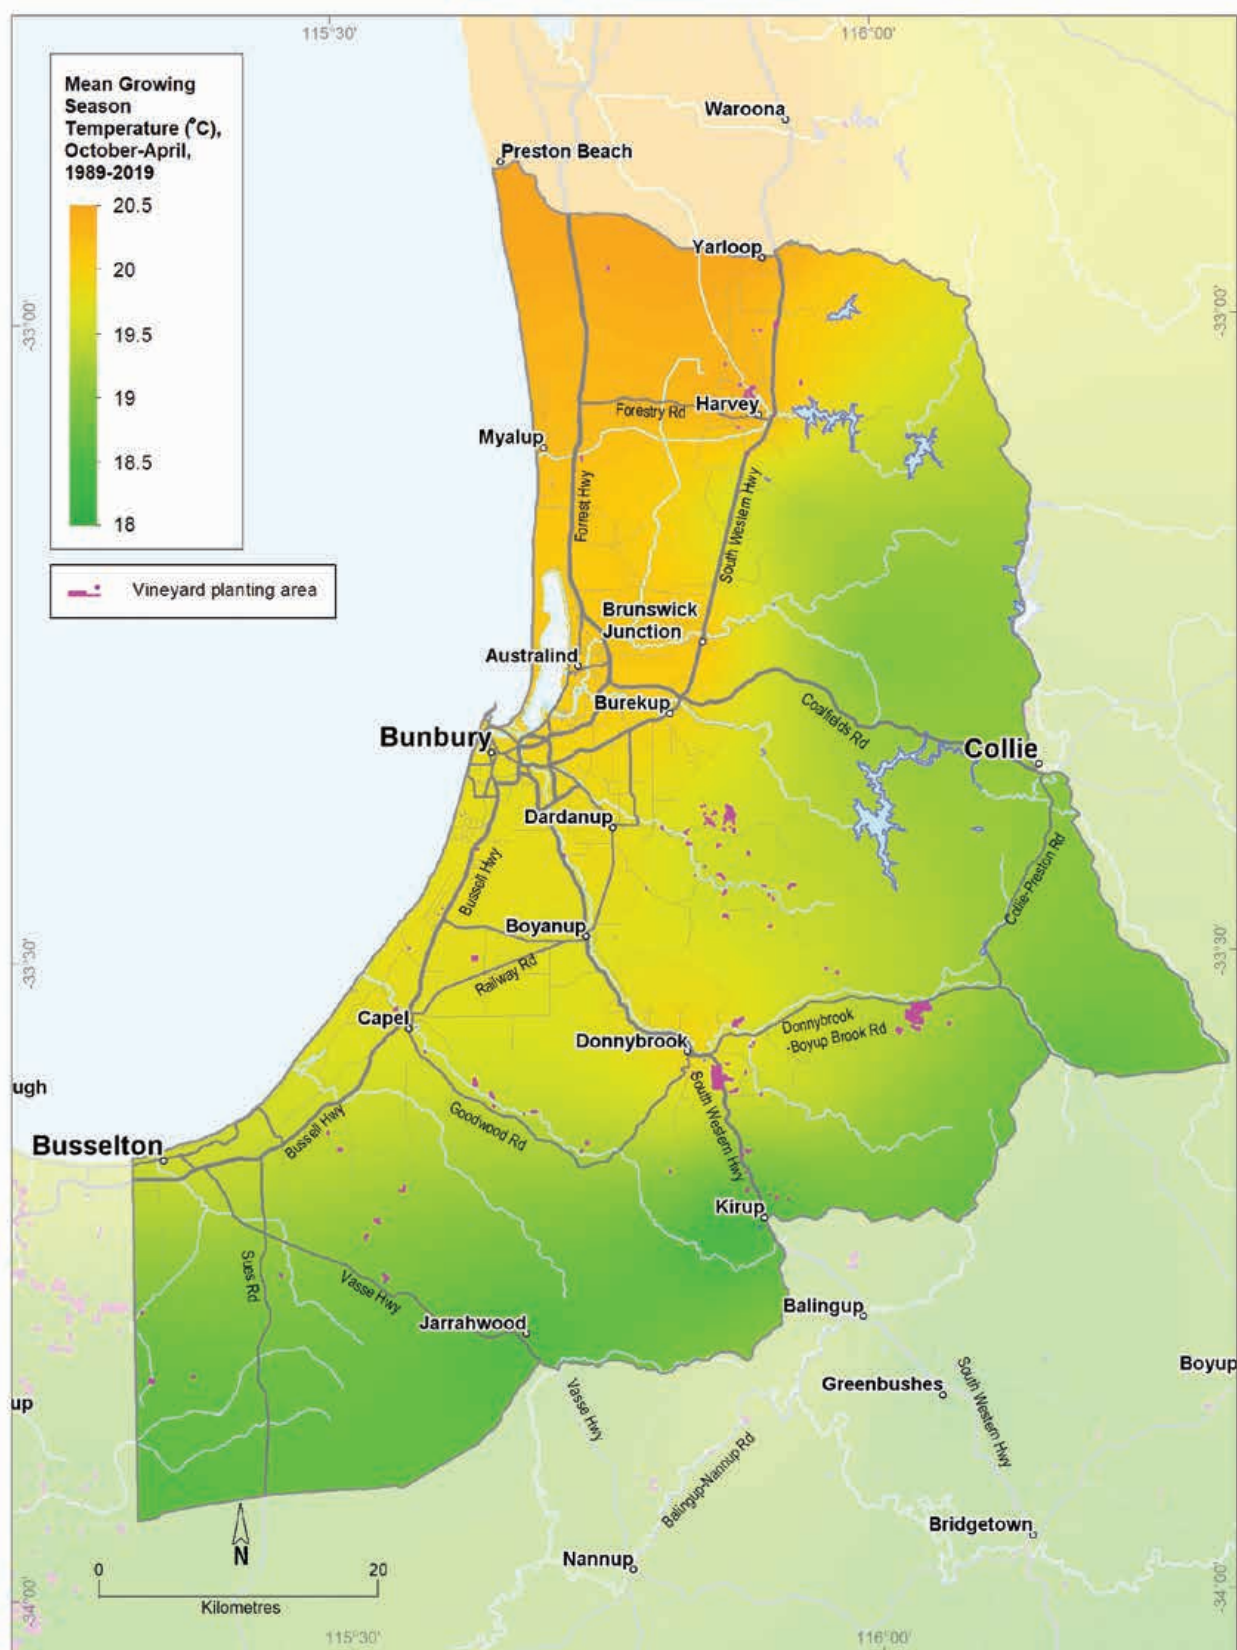 115°30'
116°00'
Mean Growing
Season
Temperature (°C),
October-April,
1989-2019
20.5
20
19.5
19
18.5
18
Vineyard planting area
Waroona
Preston Beach
Yarloop
-33°00'
-33°00'
Forestry Rd
Harvey
Myalup
Forrest Hwy
South Western Hwy
Brunswick
Junction
Australind
Burekup
Coalfields Rd
Bunbury
Collie
Dardanup
Bussell Hwy
Collie-Preston Rd
Boyanup
-33°30'
-33°30'
Railway Rd
Capel
Donnybrook
-Boyup Brook Rd
Donnybrook
ugh
South Western Hwy
Goodwood Rd
Bussell Hwy
Busselton
Kirup
Sues Rd
Vasse Hwy
Jarrahwood
Balingup
Boyup
Greenbushes
South Western Hwy
up
Vasse Hwy
Balingup-Nannup Rd
Bridgetown
N
Nannup
0
20
Kilometres
-34°00'
-34°00'
115°30'
116°00'